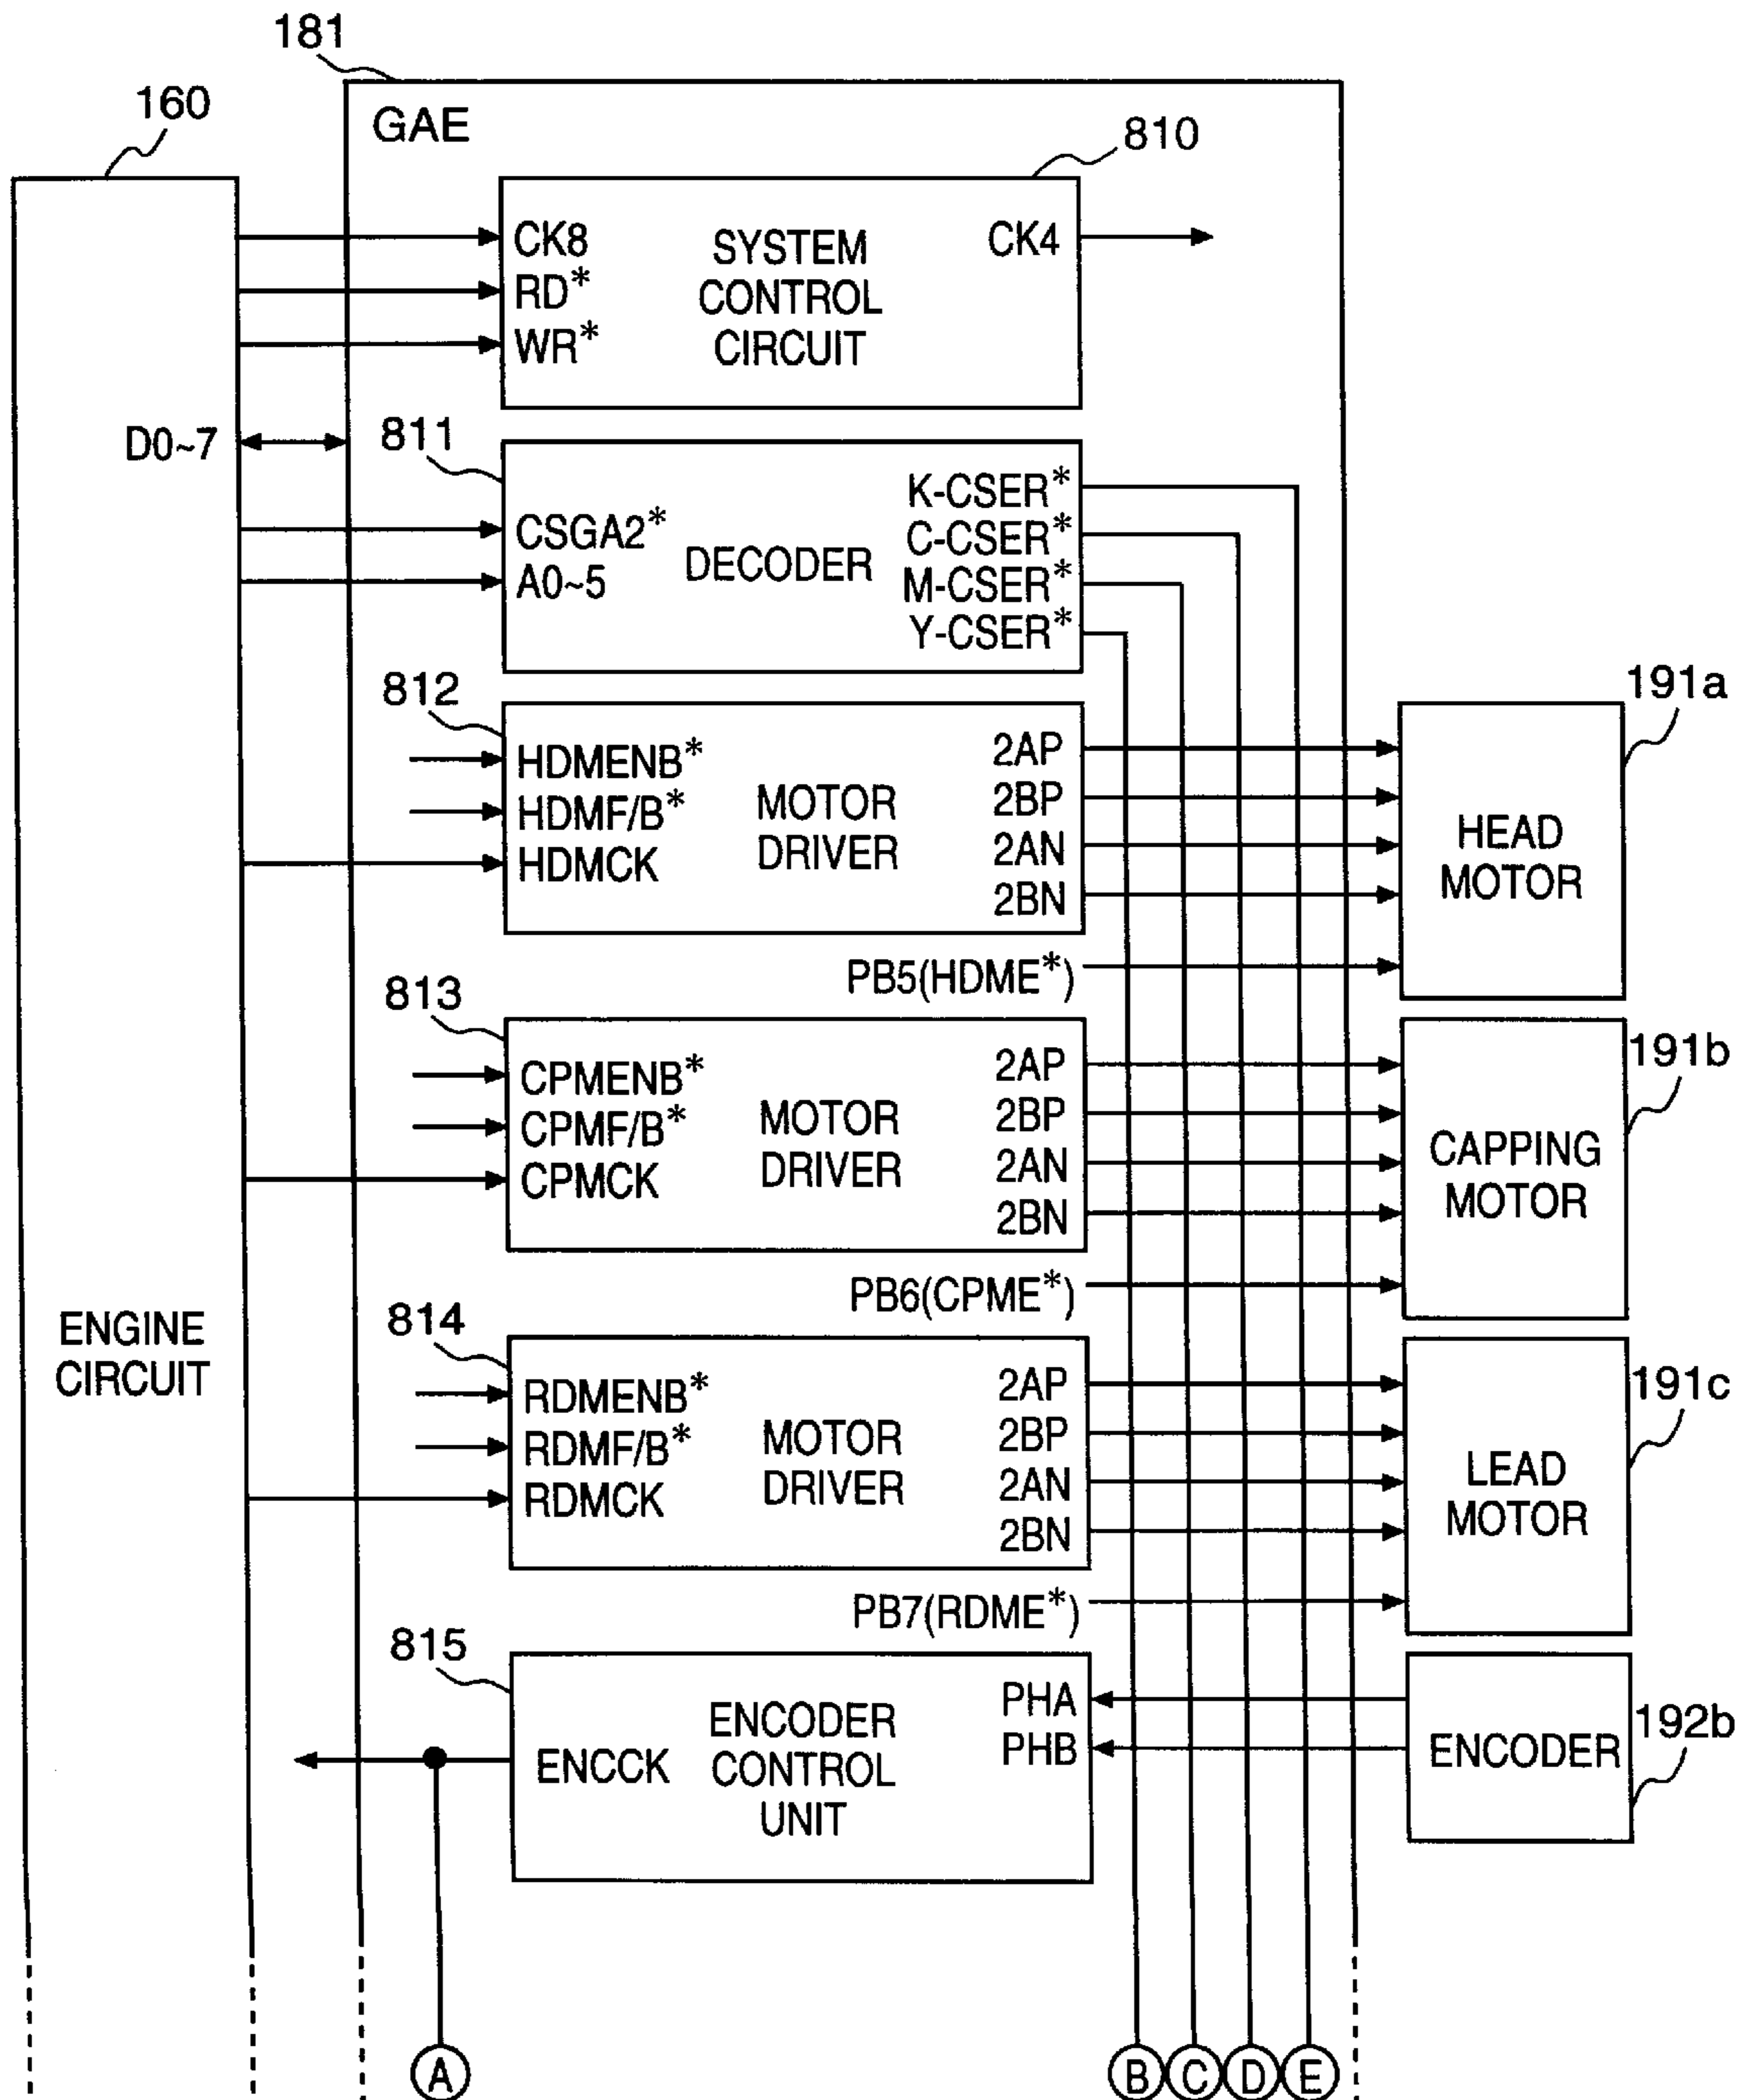 181
160
GAE
810
CK8
RD*
WR*
SYSTEM
CONTROL
CIRCUIT
CK4
D0~7
811
CSGA2*
A0~5
DECODER
K-CSER*
C-CSER*
M-CSER*
Y-CSER*
812
HDMENB*
HDMF/B*
HDMCK
MOTOR
DRIVER
2AP
2BP
2AN
2BN
191a
HEAD
MOTOR
PB5(HDME*)
813
CPMENB*
CPMF/B*
CPMCK
MOTOR
DRIVER
2AP
2BP
2AN
2BN
191b
CAPPING
MOTOR
PB6(CPME*)
ENGINE
CIRCUIT
814
RDMENB*
RDMF/B*
RDMCK
MOTOR
DRIVER
2AP
2BP
2AN
2BN
191c
LEAD
MOTOR
PB7(RDME*)
815
ENCCK
ENCODER
CONTROL
UNIT
PHA
PHB
ENCODER
192b
A
B
C
D
E